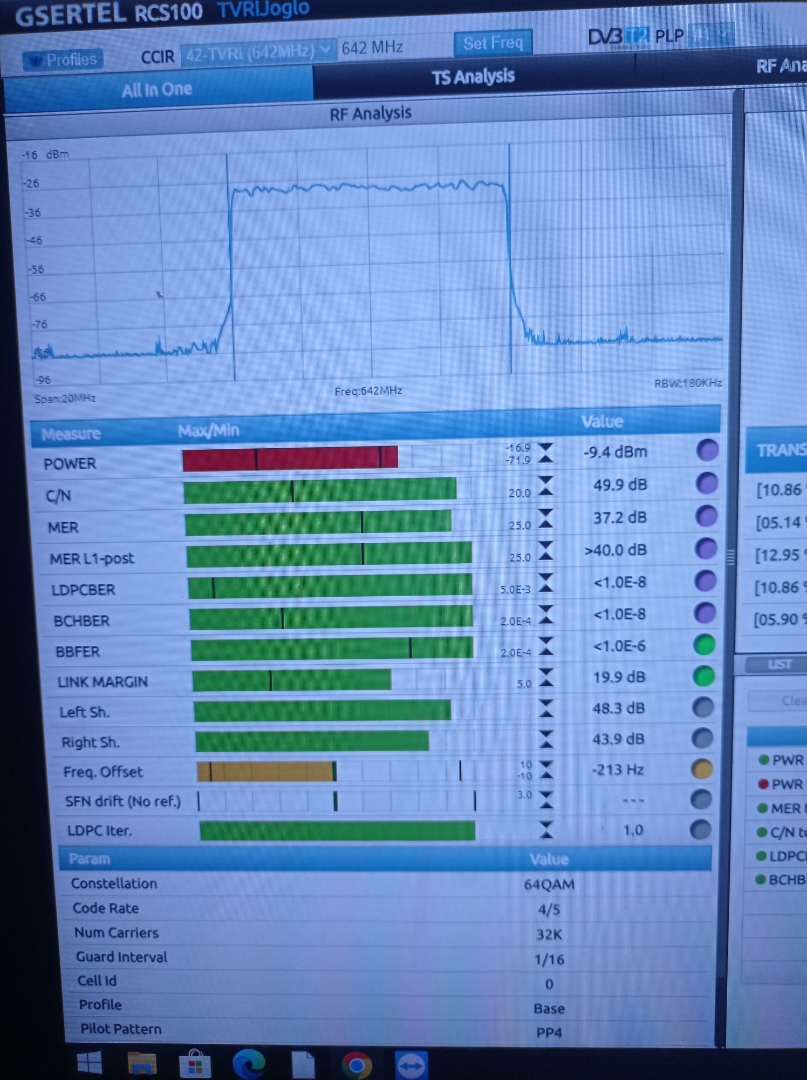 GSERTEL RCS100 TVRIJoglo
Profiles CCIR 42-TVRI (642MHz) 642 MHz Set Freq DVB T2 PLP #1
All In One TS Analysis RF Ana
RF Analysis
-16 dBm
-26
-36
-46
-56
-66
-76
-96
Span:20MHz Freq:642MHz RBW:180KHz
Measure Max/Min Value
POWER -16.9 -71.9 -9.4 dBm
C/N 20.0 49.9 dB
MER 25.0 37.2 dB
MER L1-post 25.0 >40.0 dB
LDPCBER 5.0E-3 <1.0E-8
BCHBER 2.0E-4 <1.0E-8
BBFER 2.0E-4 <1.0E-6
LINK MARGIN 5.0 19.9 dB
Left Sh. 48.3 dB
Right Sh. 43.9 dB
Freq. Offset 10 -10 -213 Hz
SFN drift (No ref.) 3.0 ---
LDPC Iter. 1.0
Param Value
Constellation 64QAM
Code Rate 4/5
Num Carriers 32K
Guard Interval 1/16
Cell Id 0
Profile Base
Pilot Pattern PP4
TRANS
[10.86 %
[05.14 %
[12.95 %
[10.86 %
[05.90 %
LIST
Clea
PWR
PWR
MER
C/N to
LDPC
BCHB